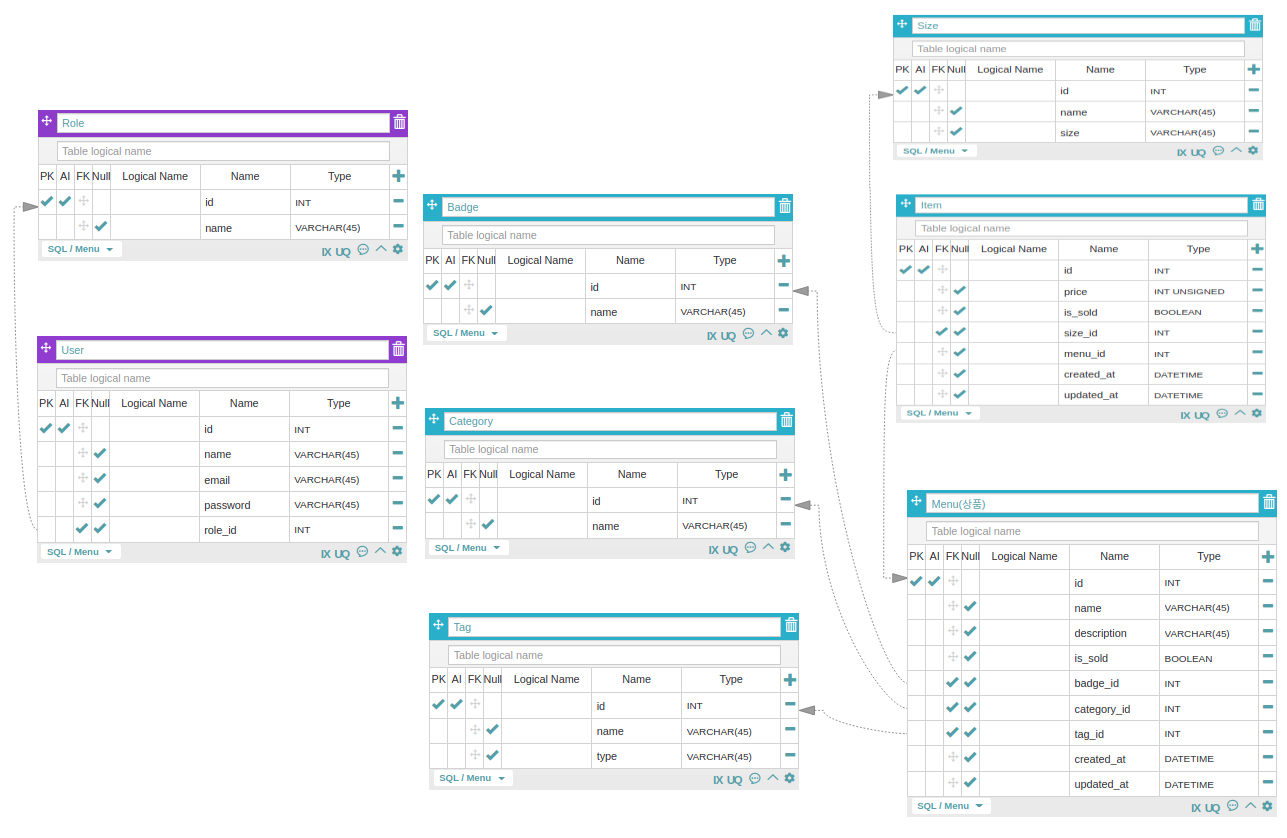 Role
Table logical name
PK AI FK Null Logical Name Name Type
id INT
name VARCHAR(45)
SQL / Menu IX UQ
User
Table logical name
PK AI FK Null Logical Name Name Type
id INT
name VARCHAR(45)
email VARCHAR(45)
password VARCHAR(45)
role_id INT
SQL / Menu IX UQ
Badge
Table logical name
PK AI FK Null Logical Name Name Type
id INT
name VARCHAR(45)
SQL / Menu IX UQ
Category
Table logical name
PK AI FK Null Logical Name Name Type
id INT
name VARCHAR(45)
SQL / Menu IX UQ
Tag
Table logical name
PK AI FK Null Logical Name Name Type
id INT
name VARCHAR(45)
type VARCHAR(45)
SQL / Menu IX UQ
Size
Table logical name
PK AI FK Null Logical Name Name Type
id INT
name VARCHAR(45)
size VARCHAR(45)
SQL / Menu IX UQ
Item
Table logical name
PK AI FK Null Logical Name Name Type
id INT
price INT UNSIGNED
is_sold BOOLEAN
size_id INT
menu_id INT
created_at DATETIME
updated_at DATETIME
SQL / Menu IX UQ
Menu(상품)
Table logical name
PK AI FK Null Logical Name Name Type
id INT
name VARCHAR(45)
description VARCHAR(45)
is_sold BOOLEAN
badge_id INT
category_id INT
tag_id INT
created_at DATETIME
updated_at DATETIME
SQL / Menu IX UQ